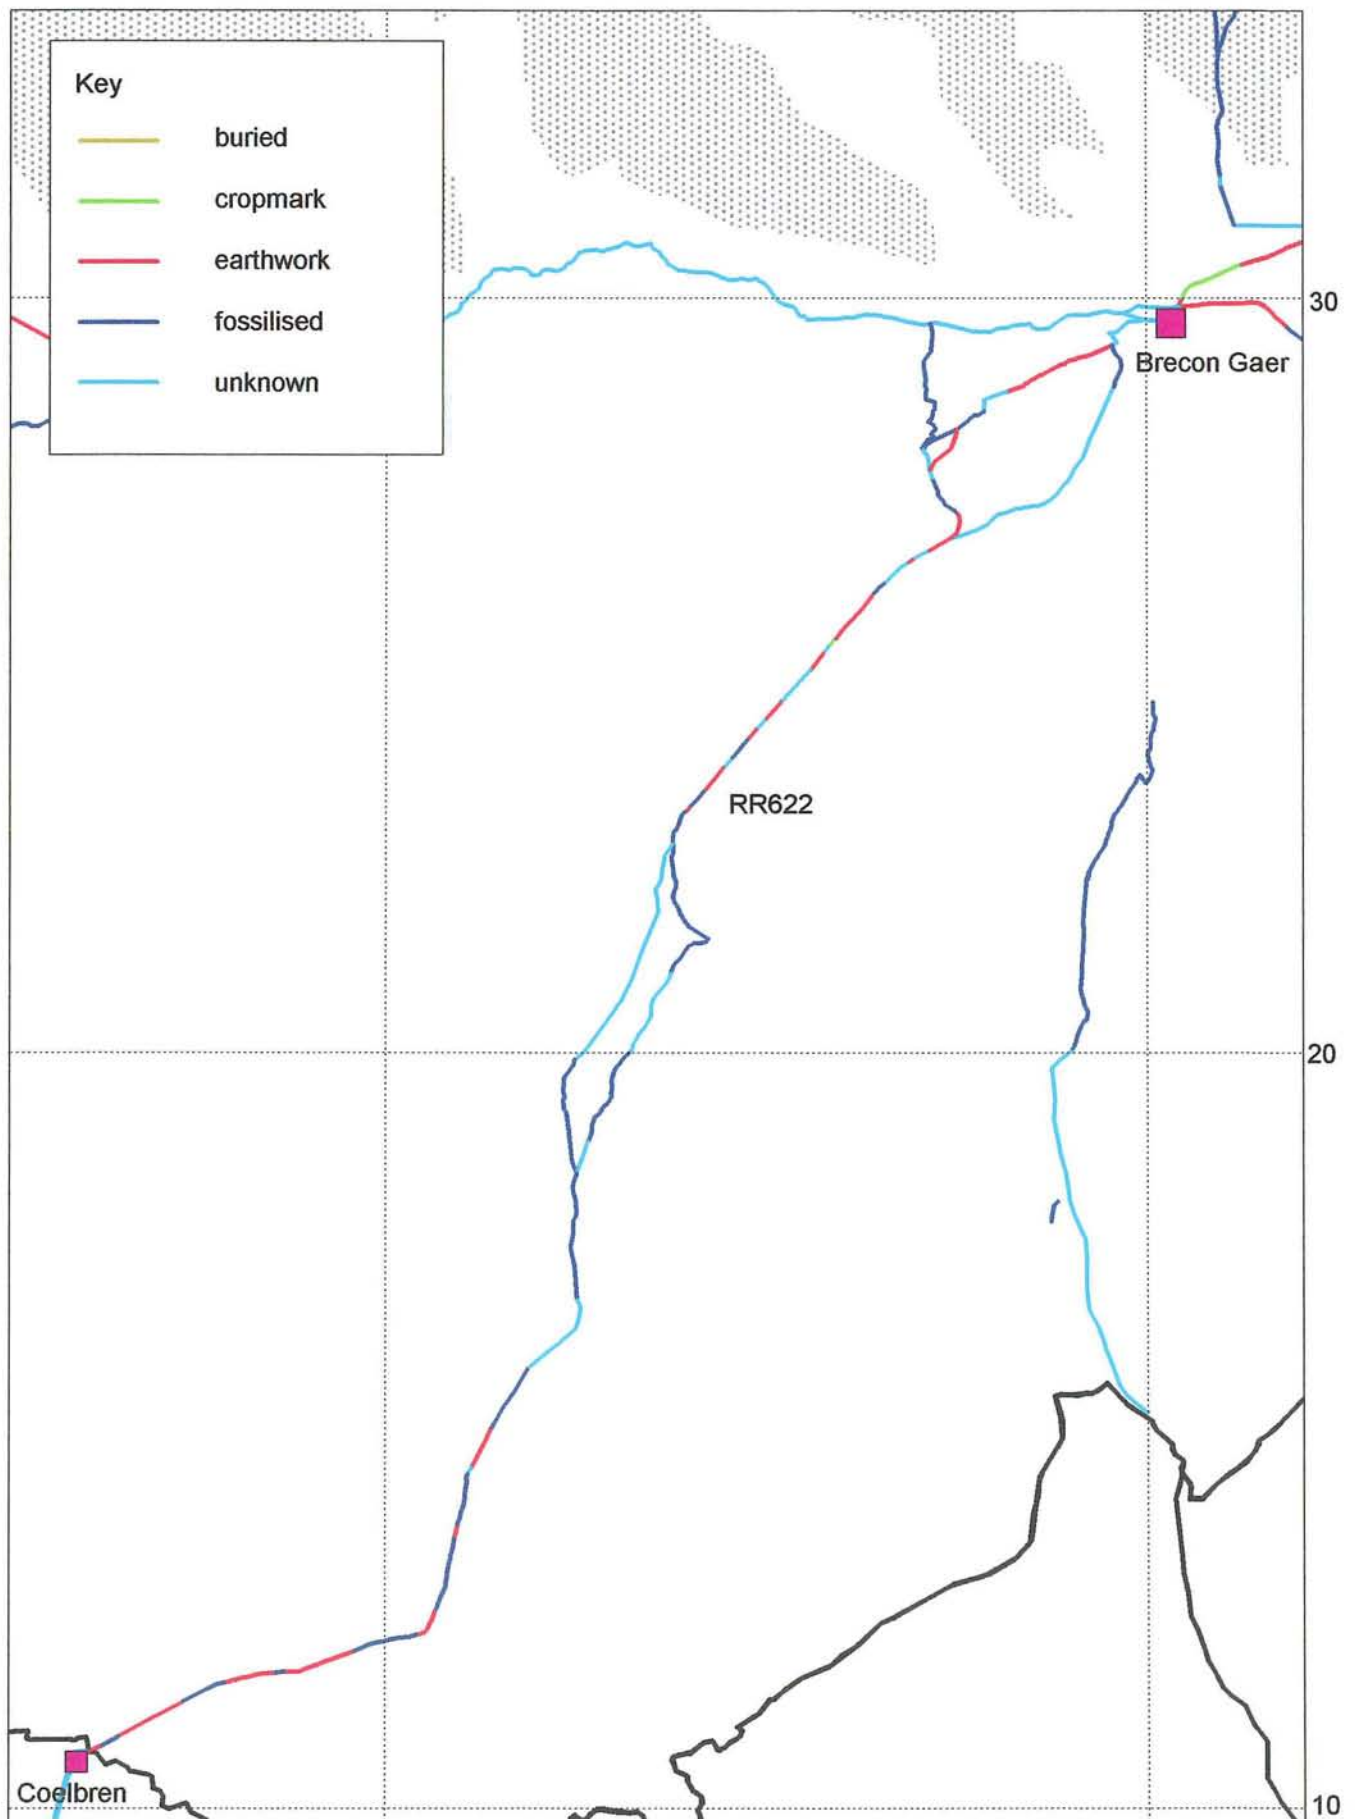 Key
buried
cropmark
earthwork
fossilised
unknown
30
Brecon Gaer
RR622
20
Coelbren
10